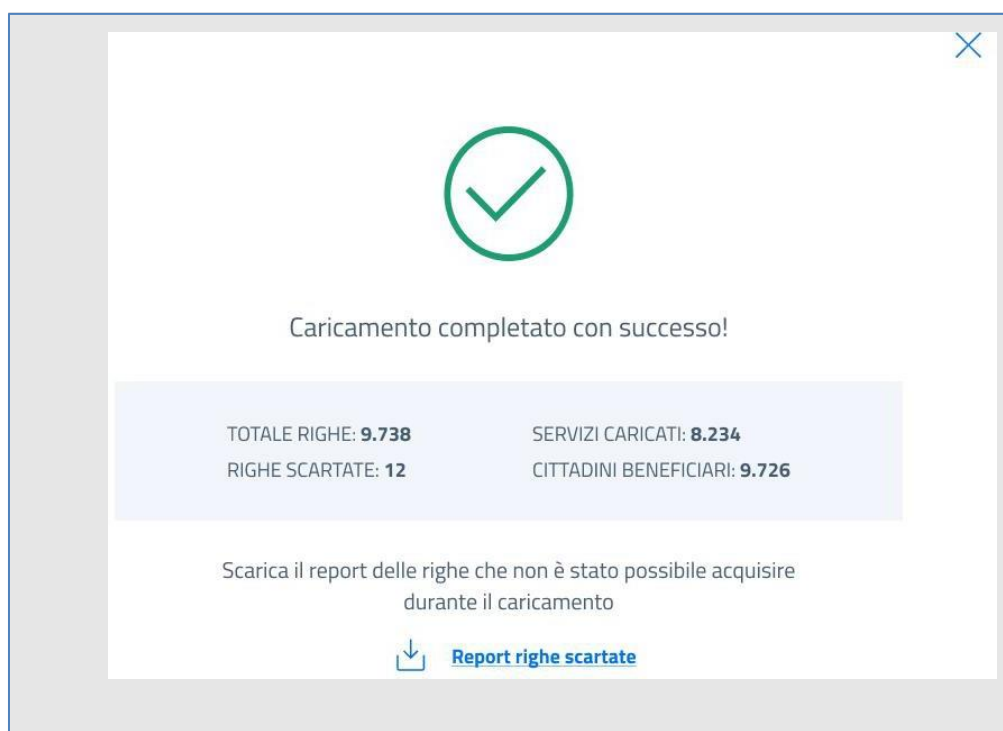 Caricamento completato con successo!
TOTALE RIGHE: 9.738
SERVIZI CARICATI: 8.234
RIGHE SCARTATE: 12
CITTADINI BENEFICIARI: 9.726
Scarica il report delle righe che non è stato possibile acquisire
durante il caricamento
Report righe scartate